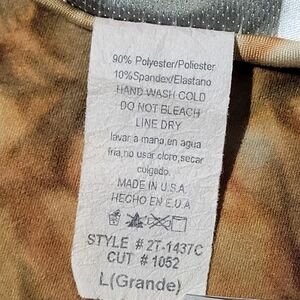 90% Polyester/Poliester
10%Spandex/Elastano
HAND WASH COLD
DO NOT BLEACH
LINE DRY
lavar a mano,en agua
fria,no usar cloro,secar
culgado.
MADE IN U.S.A
HECHO EN E.U.A
STYLE # 2T-1437C
CUT # 1052
L(Grande)